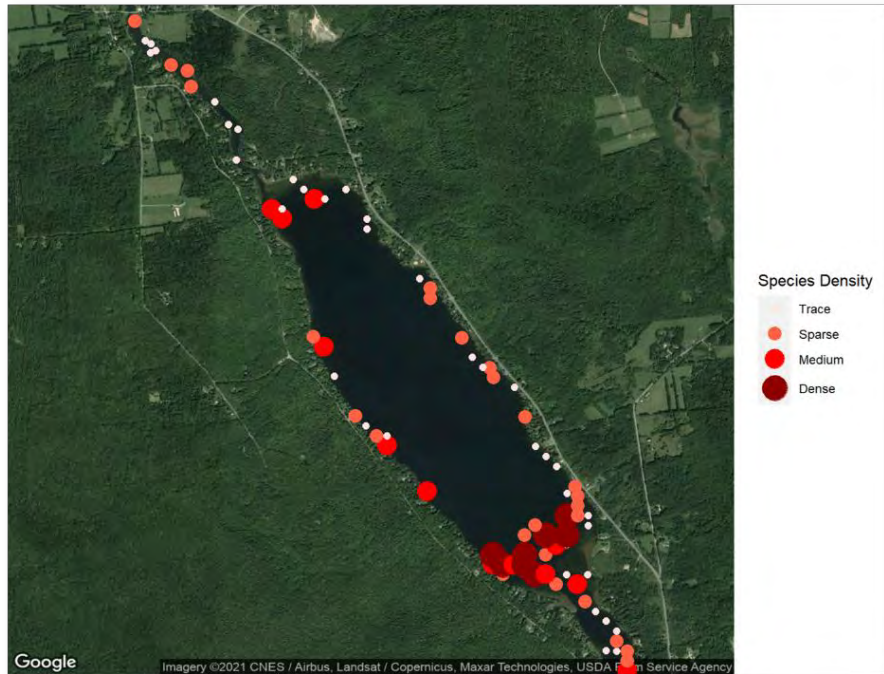 Species Density
Trace
Sparse
Medium
Dense
Google
Imagery ©2021 CNES / Airbus, Landsat / Copernicus, Maxar Technologies, USDA F m Service Agency